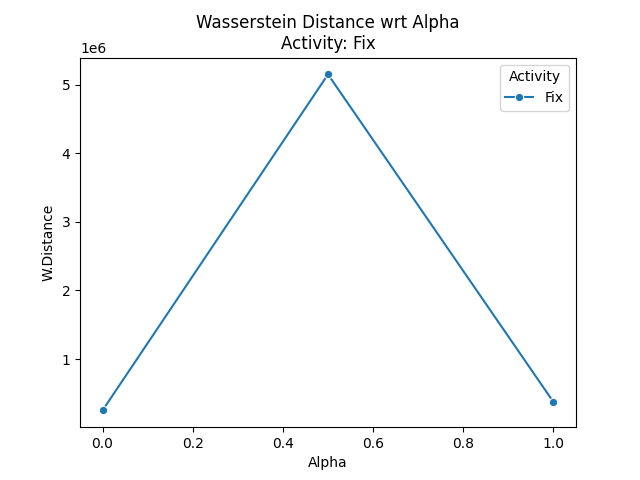 Wasserstein Distance wrt Alpha
Activity: Fix
1e6
Activity
Fix
5
4
3
2
1
W.Distance
0.0 0.2 0.4 0.6 0.8 1.0
Alpha